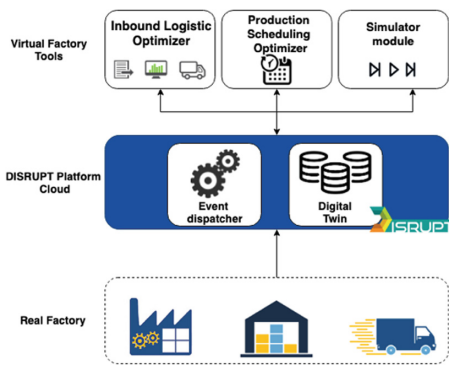 Virtual Factory
Tools
Inbound Logistic
Optimizer
Production
Scheduling
Optimizer
Simulator
module
DISRUPT Platform
Cloud
Event
dispatcher
Digital
Twin
ISRUPT
Real Factory